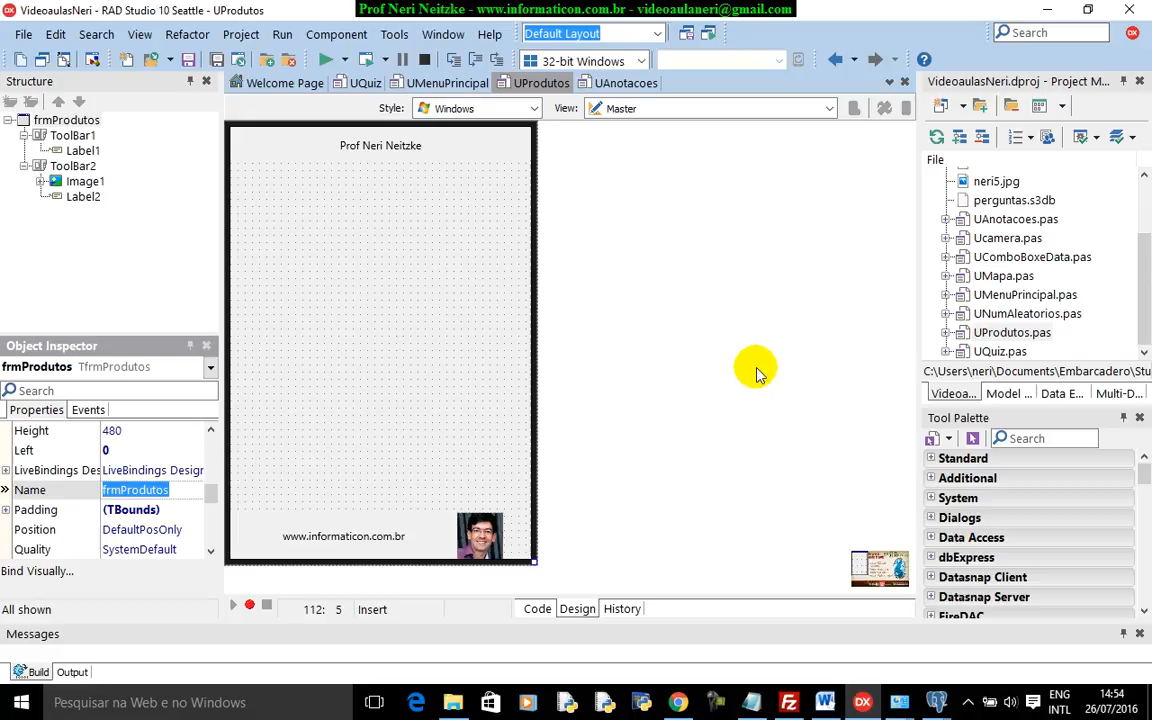 VideoaulasNeri - RAD Studio 10 Seattle - UProdutos
Prof Neri Neitzke - www.informaticon.com.br - videoaulaneri@gmail.com
File Edit Search View Refactor Project Run Component Tools Window Help
Default Layout
Search
32-bit Windows
Structure
Welcome Page UQuiz UMenuPrincipal UProdutos UAnotacoes
VideoaulasNeri.dproj - Project M...
Style: Windows View: Master
frmProdutos
ToolBar1
Label1
ToolBar2
Image1
Label2
Prof Neri Neitzke
www.informaticon.com.br
File
neri5.jpg
perguntas.s3db
UAnotacoes.pas
Ucamera.pas
UComboBoxeData.pas
UMapa.pas
UMenuPrincipal.pas
UNumAleatorios.pas
UProdutos.pas
UQuiz.pas
C:\Users\neri\Documents\Embarcadero\Stu
Videoa... Model ... Data E... Multi-D...
Object Inspector
frmProdutos TfrmProdutos
Search
Properties Events
Height 480
Left 0
LiveBindings Des LiveBindings Design
Name frmProdutos
Padding (TBounds)
Position DefaultPosOnly
Quality SystemDefault
Bind Visually...
All shown
Tool Palette
Search
Standard
Additional
System
Dialogs
Data Access
dbExpress
Datasnap Client
Datasnap Server
FireDAC
112: 5 Insert
Code Design History
Messages
Build Output
Pesquisar na Web e no Windows
ENG
INTL
14:54
26/07/2016